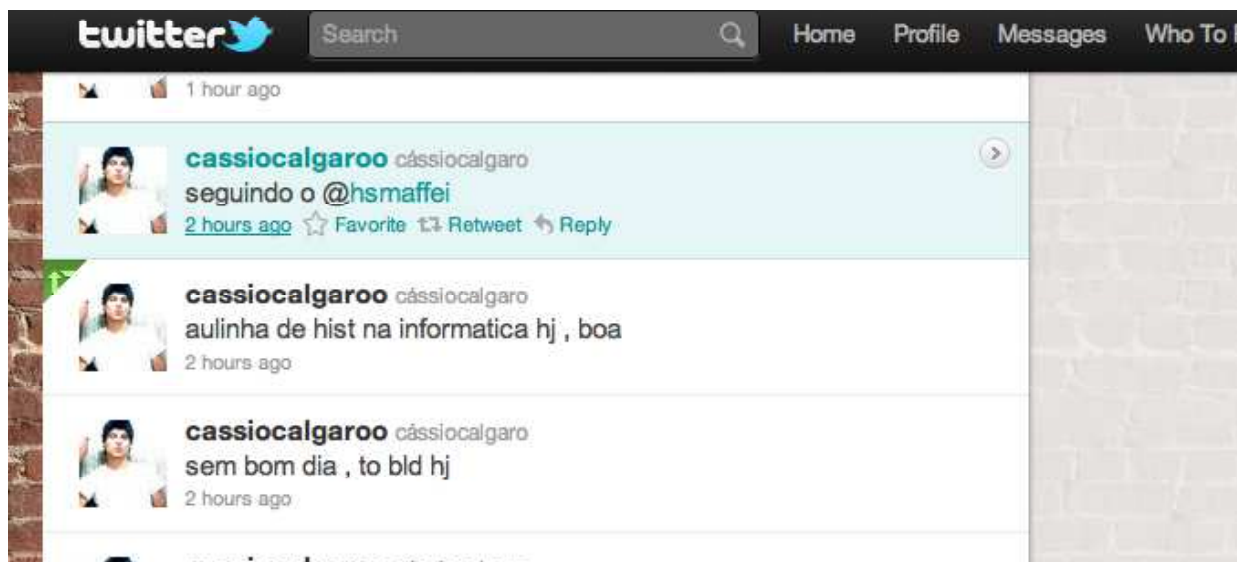 twitter Search Home Profile Messages Who To
1 hour ago
cassiocalgaroo cássiocalgaro
seguindo o @hsmaffei
2 hours ago Favorite Retweet Reply
cassiocalgaroo cássiocalgaro
aulinha de hist na informatica hj , boa
2 hours ago
cassiocalgaroo cássiocalgaro
sem bom dia , to bld hj
2 hours ago